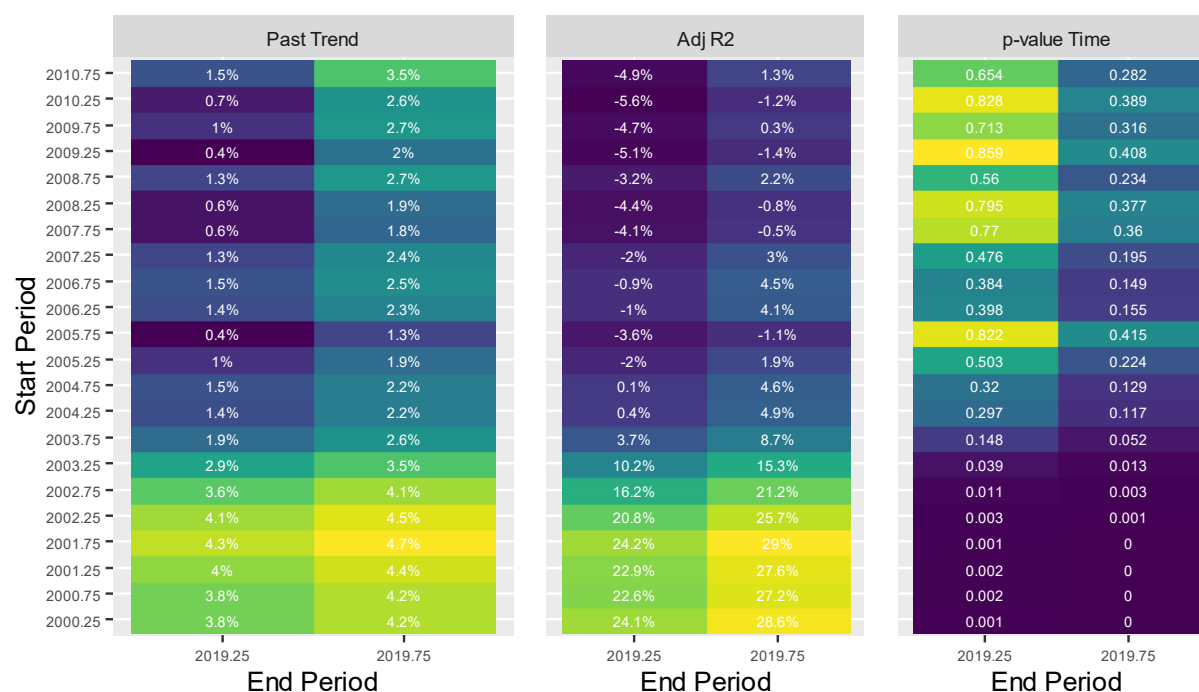 Past Trend Adj R2 p-value Time
2010.75 1.5% 3.5% -4.9% 1.3% 0.654 0.282
2010.25 0.7% 2.6% -5.6% -1.2% 0.828 0.389
2009.75 1% 2.7% -4.7% 0.3% 0.713 0.316
2009.25 0.4% 2% -5.1% -1.4% 0.859 0.408
2008.75 1.3% 2.7% -3.2% 2.2% 0.56 0.234
2008.25 0.6% 1.9% -4.4% -0.8% 0.795 0.377
2007.75 0.6% 1.8% -4.1% -0.5% 0.77 0.36
2007.25 1.3% 2.4% -2% 3% 0.476 0.195
2006.75 1.5% 2.5% -0.9% 4.5% 0.384 0.149
2006.25 1.4% 2.3% -1% 4.1% 0.398 0.155
2005.75 0.4% 1.3% -3.6% -1.1% 0.822 0.415
2005.25 1% 1.9% -2% 1.9% 0.503 0.224
2004.75 1.5% 2.2% 0.1% 4.6% 0.32 0.129
2004.25 1.4% 2.2% 0.4% 4.9% 0.297 0.117
2003.75 1.9% 2.6% 3.7% 8.7% 0.148 0.052
2003.25 2.9% 3.5% 10.2% 15.3% 0.039 0.013
2002.75 3.6% 4.1% 16.2% 21.2% 0.011 0.003
2002.25 4.1% 4.5% 20.8% 25.7% 0.003 0.001
2001.75 4.3% 4.7% 24.2% 29% 0.001 0
2001.25 4% 4.4% 22.9% 27.6% 0.002 0
2000.75 3.8% 4.2% 22.6% 27.2% 0.002 0
2000.25 3.8% 4.2% 24.1% 28.6% 0.001 0
Start Period
2019.25 2019.75 2019.25 2019.75 2019.25 2019.75
End Period End Period End Period